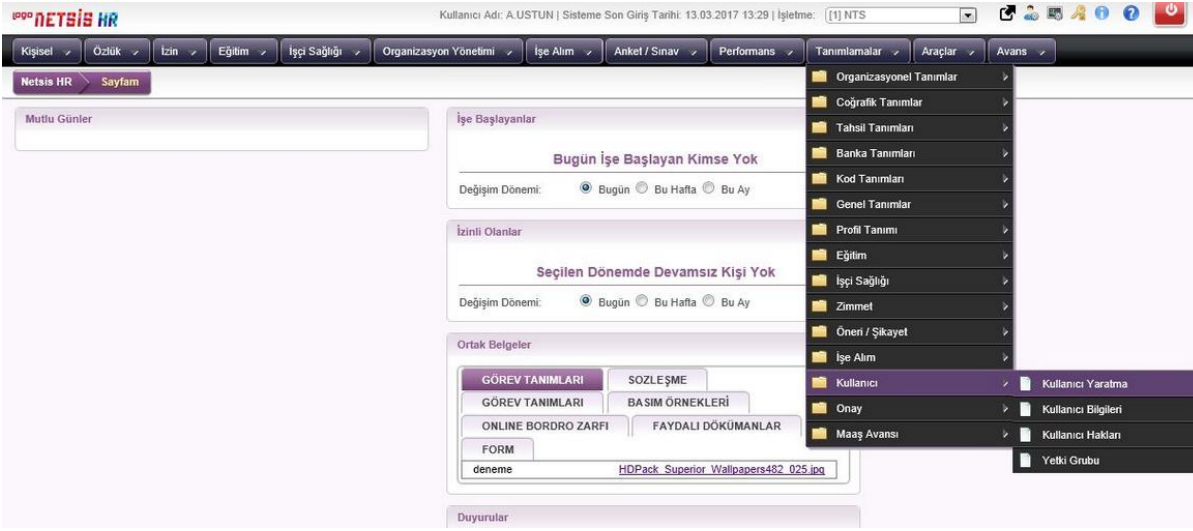 logo NETSİS HR
Kullanıcı Adı: A.USTUN | Sisteme Son Giriş Tarihi: 13.03.2017 13:29 | İşletme: [1] NTS
Kişisel Özlük İzin Eğitim İşçi Sağlığı Organizasyon Yönetimi İşe Alım Anket / Sınav Performans Tanımlamalar Araçlar Avans
Netsis HR Sayfam
Mutlu Günler
İşe Başlayanlar
Bugün İşe Başlayan Kimse Yok
Değişim Dönemi: Bugün Bu Hafta Bu Ay
İzinli Olanlar
Seçilen Dönemde Devamsız Kişi Yok
Değişim Dönemi: Bugün Bu Hafta Bu Ay
Ortak Belgeler
GÖREV TANIMLARI SOZLEŞME
GÖREV TANIMLARI BASIM ÖRNEKLERİ
ONLINE BORDRO ZARFI FAYDALI DÖKÜMANLAR
FORM
deneme HDPack_Superior_Wallpapers482_025.jpg
Duyurular
Organizasyonel Tanımlar
Coğrafik Tanımlar
Tahsil Tanımları
Banka Tanımları
Kod Tanımları
Genel Tanımlar
Profil Tanımı
Eğitim
İşçi Sağlığı
Zimmet
Öneri / Şikayet
İşe Alım
Kullanıcı
Onay
Maaş Avansı
Kullanıcı Yaratma
Kullanıcı Bilgileri
Kullanıcı Hakları
Yetki Grubu